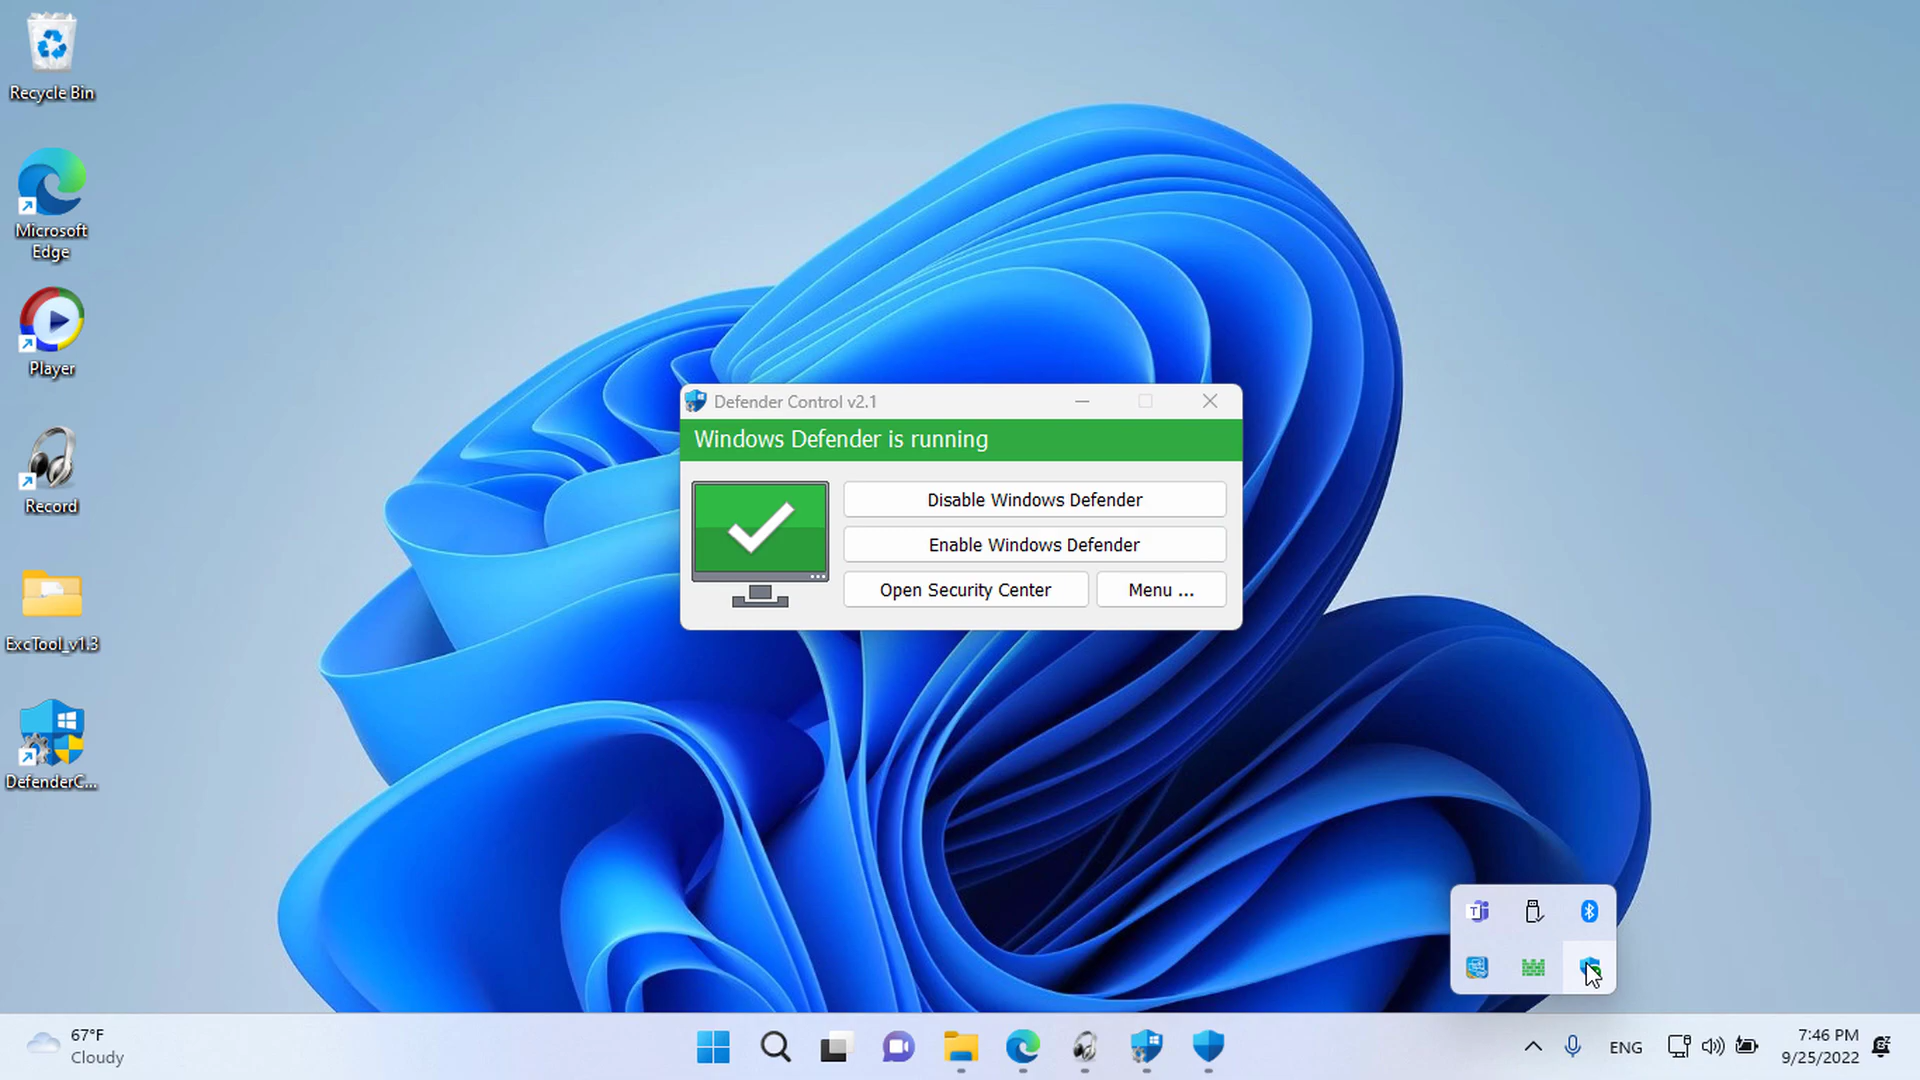 Recycle Bin
Microsoft
Edge
Player
Record
ExcTool_v1.3
DefenderC...
Defender Control v2.1
Windows Defender is running
Disable Windows Defender
Enable Windows Defender
Open Security Center
Menu ...
67°F
Cloudy
ENG
7:46 PM
9/25/2022